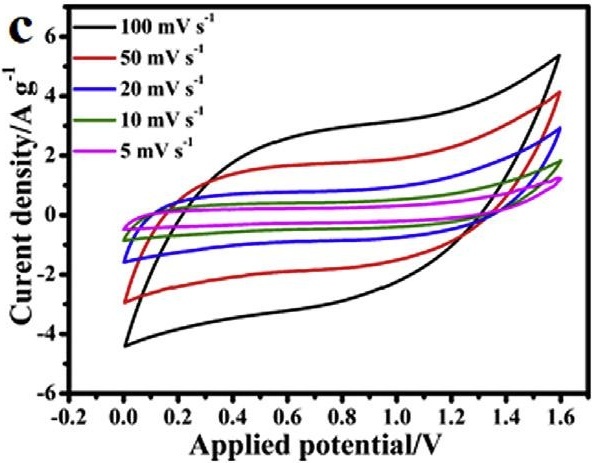 c
100 mV s⁻¹
50 mV s⁻¹
20 mV s⁻¹
10 mV s⁻¹
5 mV s⁻¹
Curent density/A g⁻¹
6
4
2
0
-2
-4
-6
-0.2 0.0 0.2 0.4 0.6 0.8 1.0 1.2 1.4 1.6
Applied potential/V